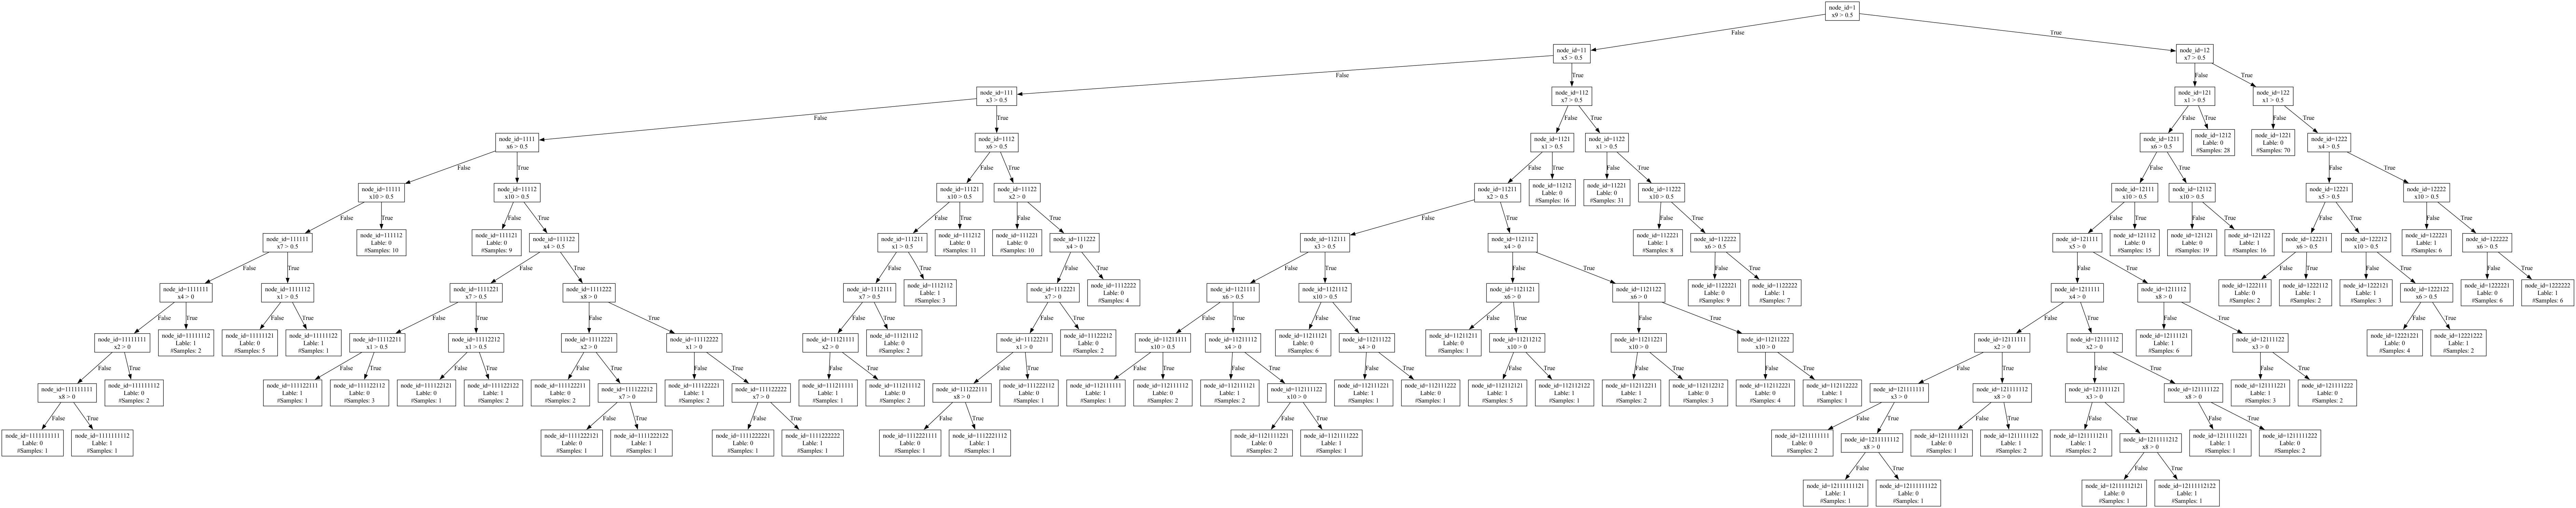 node_id=1
x9 > 0.5
False
True
node_id=11
x5 > 0.5
node_id=12
x7 > 0.5
False
True
False
True
node_id=111
x3 > 0.5
node_id=112
x7 > 0.5
node_id=121
x1 > 0.5
node_id=122
x1 > 0.5
False
True
False
True
False
True
False
True
node_id=1111
x6 > 0.5
node_id=1112
x6 > 0.5
node_id=1121
x1 > 0.5
node_id=1122
x1 > 0.5
node_id=1211
x6 > 0.5
node_id=1212
Lable: 0
#Samples: 28
node_id=1221
Lable: 0
#Samples: 70
node_id=1222
x4 > 0.5
False
True
False
True
False
True
False
True
False
True
False
True
node_id=11111
x10 > 0.5
node_id=11112
x10 > 0.5
node_id=11121
x10 > 0.5
node_id=11122
x2 > 0
node_id=11211
x2 > 0.5
node_id=11212
Lable: 0
#Samples: 16
node_id=11221
Lable: 0
#Samples: 31
node_id=11222
x10 > 0.5
node_id=12111
x10 > 0.5
node_id=12112
x10 > 0.5
node_id=12221
x5 > 0.5
node_id=12222
x10 > 0.5
False
True
False
True
False
True
False
True
False
True
False
True
False
True
False
True
False
True
False
True
node_id=111111
x7 > 0.5
node_id=111112
Lable: 0
#Samples: 10
node_id=111121
Lable: 0
#Samples: 9
node_id=111122
x4 > 0.5
node_id=111211
x1 > 0.5
node_id=111212
Lable: 0
#Samples: 11
node_id=111221
Lable: 0
#Samples: 10
node_id=111222
x4 > 0
node_id=112111
x3 > 0.5
node_id=112112
x4 > 0
node_id=112221
Lable: 1
#Samples: 8
node_id=112222
x6 > 0.5
node_id=121111
x5 > 0
node_id=121112
Lable: 0
#Samples: 15
node_id=121121
Lable: 0
#Samples: 19
node_id=121122
Lable: 1
#Samples: 16
node_id=122211
x6 > 0.5
node_id=122212
x10 > 0.5
node_id=122221
Lable: 1
#Samples: 6
node_id=122222
x6 > 0.5
False
True
False
True
False
True
False
True
False
True
False
True
False
True
False
True
False
True
False
True
False
True
node_id=1111111
x4 > 0
node_id=1111112
x1 > 0.5
node_id=1111221
x7 > 0.5
node_id=1111222
x8 > 0
node_id=1112111
x7 > 0.5
node_id=1112112
Lable: 1
#Samples: 3
node_id=1112221
x7 > 0
node_id=1112222
Lable: 0
#Samples: 4
node_id=1121111
x6 > 0.5
node_id=1121112
x10 > 0.5
node_id=1121121
x6 > 0
node_id=1121122
x6 > 0
node_id=1122221
Lable: 0
#Samples: 9
node_id=1122222
Lable: 1
#Samples: 7
node_id=1211111
x4 > 0
node_id=1211112
x8 > 0
node_id=1222111
Lable: 0
#Samples: 2
node_id=1222112
Lable: 1
#Samples: 2
node_id=1222121
Lable: 1
#Samples: 3
node_id=1222122
x6 > 0.5
node_id=1222221
Lable: 0
#Samples: 6
node_id=1222222
Lable: 1
#Samples: 6
False
True
False
True
False
True
False
True
False
True
False
True
False
True
False
True
False
True
False
True
False
True
False
True
False
True
node_id=11111111
x2 > 0
node_id=11111112
Lable: 1
#Samples: 2
node_id=11111121
Lable: 0
#Samples: 5
node_id=11111122
Lable: 1
#Samples: 1
node_id=11112211
x1 > 0.5
node_id=11112212
x1 > 0.5
node_id=11112221
x2 > 0
node_id=11112222
x1 > 0
node_id=11121111
x2 > 0
node_id=11121112
Lable: 0
#Samples: 2
node_id=11122211
x1 > 0
node_id=11122212
Lable: 0
#Samples: 2
node_id=11211111
x10 > 0.5
node_id=11211112
x4 > 0
node_id=11211121
Lable: 0
#Samples: 6
node_id=11211122
x4 > 0
node_id=11211211
Lable: 0
#Samples: 1
node_id=11211212
x10 > 0
node_id=11211221
x10 > 0
node_id=11211222
x10 > 0
node_id=12111111
x2 > 0
node_id=12111112
x2 > 0
node_id=12111121
Lable: 1
#Samples: 6
node_id=12111122
x3 > 0
node_id=12221221
Lable: 0
#Samples: 4
node_id=12221222
Lable: 1
#Samples: 2
False
True
False
True
False
True
False
True
False
True
False
True
False
True
False
True
False
True
False
True
False
True
False
True
False
True
False
True
False
True
False
True
node_id=111111111
x8 > 0
node_id=111111112
Lable: 0
#Samples: 2
node_id=111122111
Lable: 1
#Samples: 1
node_id=111122112
Lable: 0
#Samples: 3
node_id=111122121
Lable: 0
#Samples: 1
node_id=111122122
Lable: 1
#Samples: 2
node_id=111122211
Lable: 0
#Samples: 2
node_id=111122212
x7 > 0
node_id=111122221
Lable: 1
#Samples: 2
node_id=111122222
x7 > 0
node_id=111211111
Lable: 1
#Samples: 1
node_id=111211112
Lable: 0
#Samples: 2
node_id=111222111
x8 > 0
node_id=111222112
Lable: 0
#Samples: 1
node_id=112111111
Lable: 1
#Samples: 1
node_id=112111112
Lable: 0
#Samples: 2
node_id=112111121
Lable: 1
#Samples: 2
node_id=112111122
x10 > 0
node_id=112111221
Lable: 1
#Samples: 1
node_id=112111222
Lable: 0
#Samples: 1
node_id=112112121
Lable: 1
#Samples: 5
node_id=112112122
Lable: 1
#Samples: 1
node_id=112112211
Lable: 1
#Samples: 2
node_id=112112212
Lable: 0
#Samples: 3
node_id=112112221
Lable: 0
#Samples: 4
node_id=112112222
Lable: 1
#Samples: 1
node_id=121111111
x3 > 0
node_id=121111112
x8 > 0
node_id=121111121
x3 > 0
node_id=121111122
x8 > 0
node_id=121111221
Lable: 1
#Samples: 3
node_id=121111222
Lable: 0
#Samples: 2
False
True
False
True
False
True
False
True
False
True
False
True
False
True
False
True
False
True
node_id=1111111111
Lable: 0
#Samples: 1
node_id=1111111112
Lable: 1
#Samples: 1
node_id=1111222121
Lable: 0
#Samples: 1
node_id=1111222122
Lable: 1
#Samples: 1
node_id=1111222221
Lable: 0
#Samples: 1
node_id=1111222222
Lable: 1
#Samples: 1
node_id=1112221111
Lable: 0
#Samples: 1
node_id=1112221112
Lable: 1
#Samples: 1
node_id=1121111221
Lable: 0
#Samples: 2
node_id=1121111222
Lable: 1
#Samples: 1
node_id=1211111111
Lable: 0
#Samples: 2
node_id=1211111112
x8 > 0
node_id=1211111121
Lable: 0
#Samples: 1
node_id=1211111122
Lable: 1
#Samples: 2
node_id=1211111211
Lable: 1
#Samples: 2
node_id=1211111212
x8 > 0
node_id=1211111221
Lable: 1
#Samples: 1
node_id=1211111222
Lable: 0
#Samples: 2
False
True
False
True
node_id=12111111121
Lable: 1
#Samples: 1
node_id=12111111122
Lable: 0
#Samples: 1
node_id=12111112121
Lable: 0
#Samples: 1
node_id=12111112122
Lable: 1
#Samples: 1